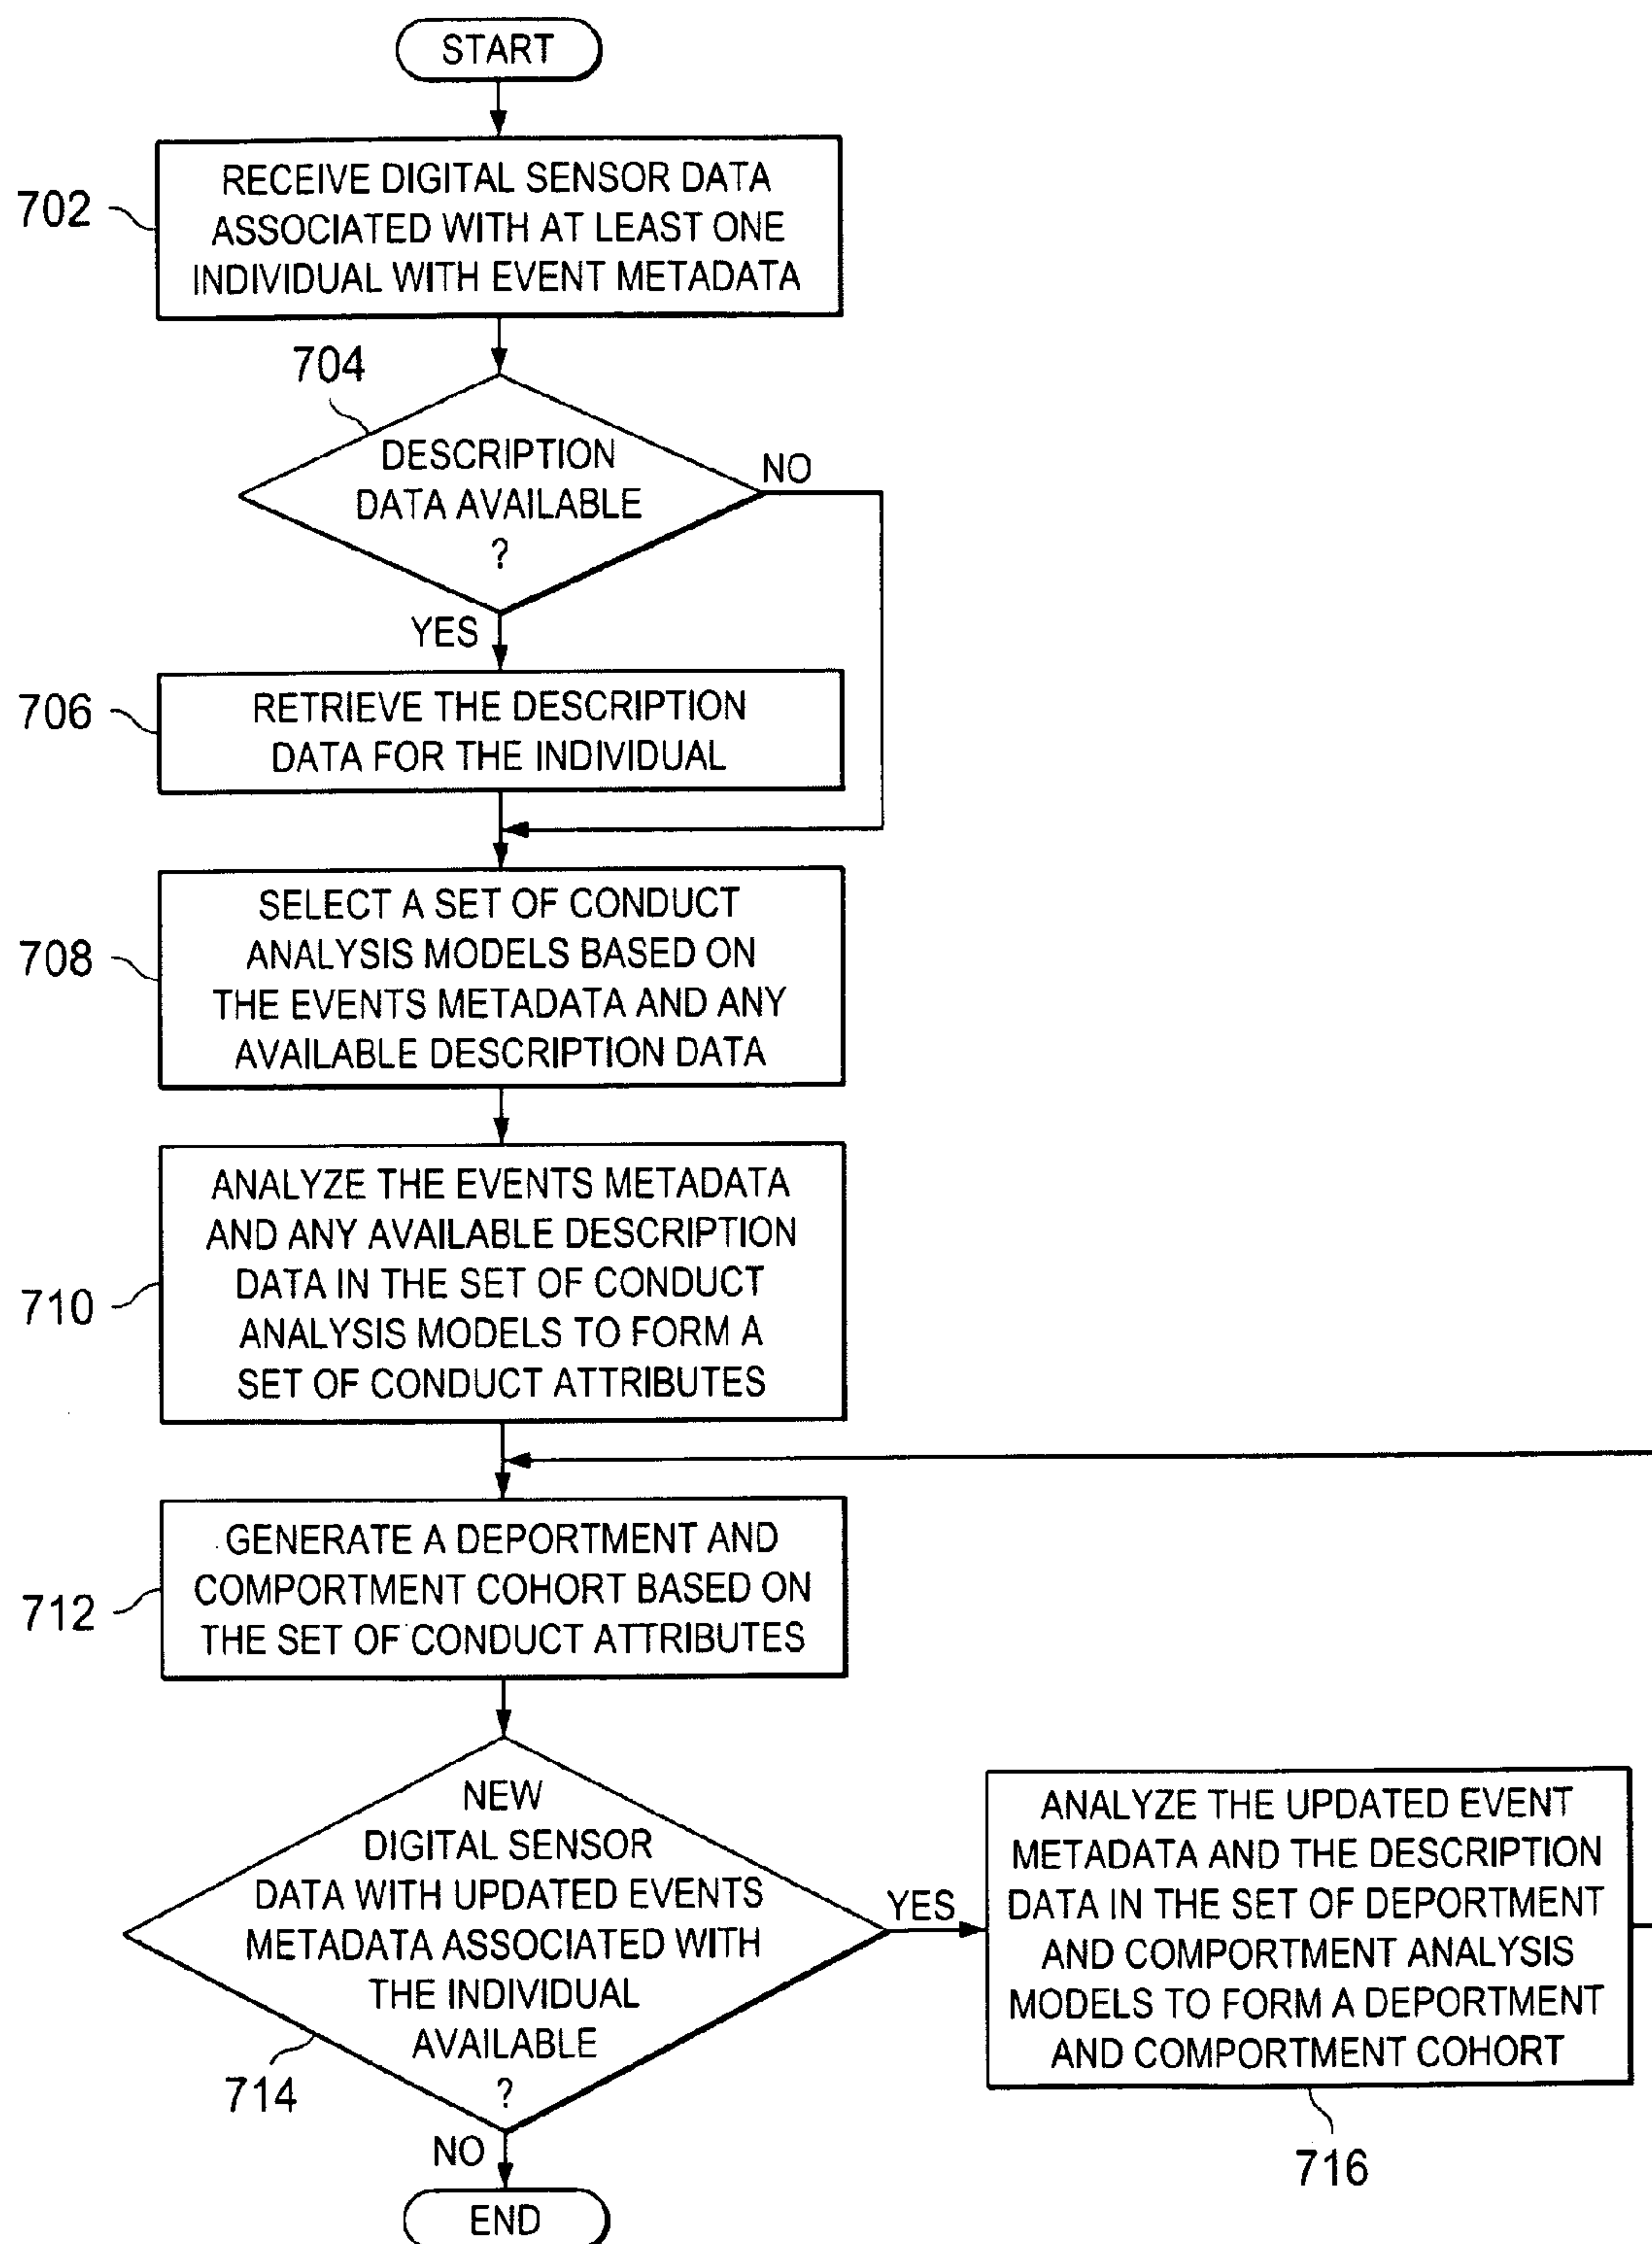 START
702
RECEIVE DIGITAL SENSOR DATA
ASSOCIATED WITH AT LEAST ONE
INDIVIDUAL WITH EVENT METADATA
704
DESCRIPTION
DATA AVAILABLE
?
NO
YES
706
RETRIEVE THE DESCRIPTION
DATA FOR THE INDIVIDUAL
708
SELECT A SET OF CONDUCT
ANALYSIS MODELS BASED ON
THE EVENTS METADATA AND ANY
AVAILABLE DESCRIPTION DATA
710
ANALYZE THE EVENTS METADATA
AND ANY AVAILABLE DESCRIPTION
DATA IN THE SET OF CONDUCT
ANALYSIS MODELS TO FORM A
SET OF CONDUCT ATTRIBUTES
712
GENERATE A DEPORTMENT AND
COMPORTMENT COHORT BASED ON
THE SET OF CONDUCT ATTRIBUTES
NEW
DIGITAL SENSOR
DATA WITH UPDATED EVENTS
METADATA ASSOCIATED WITH
THE INDIVIDUAL
AVAILABLE
?
714
YES
ANALYZE THE UPDATED EVENT
METADATA AND THE DESCRIPTION
DATA IN THE SET OF DEPORTMENT
AND COMPORTMENT ANALYSIS
MODELS TO FORM A DEPORTMENT
AND COMPORTMENT COHORT
716
NO
END